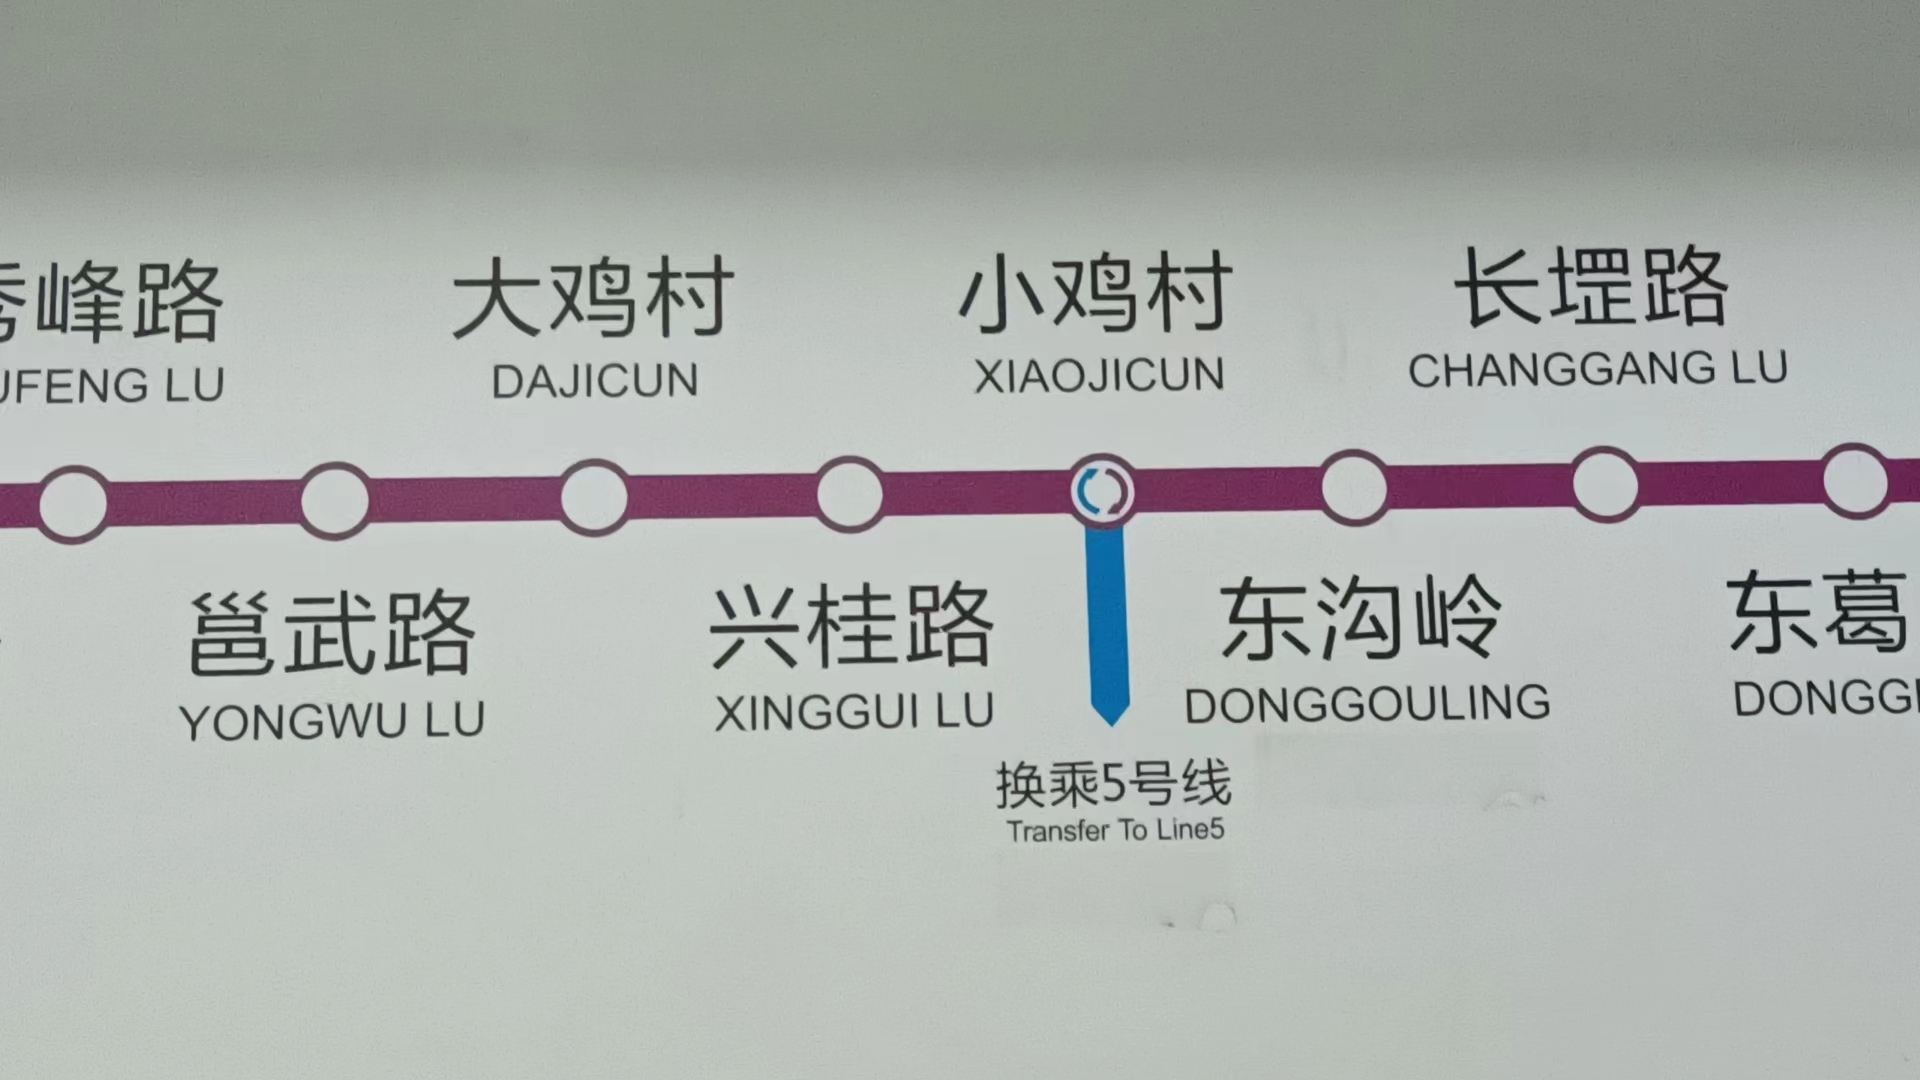 秀峰路
UFENG LU
邕武路
YONGWU LU
大鸡村
DAJICUN
兴桂路
XINGGUI LU
小鸡村
XIAOJICUN
换乘5号线
Transfer To Line5
东沟岭
DONGGOULING
长堽路
CHANGGANG LU
东葛
DONGG